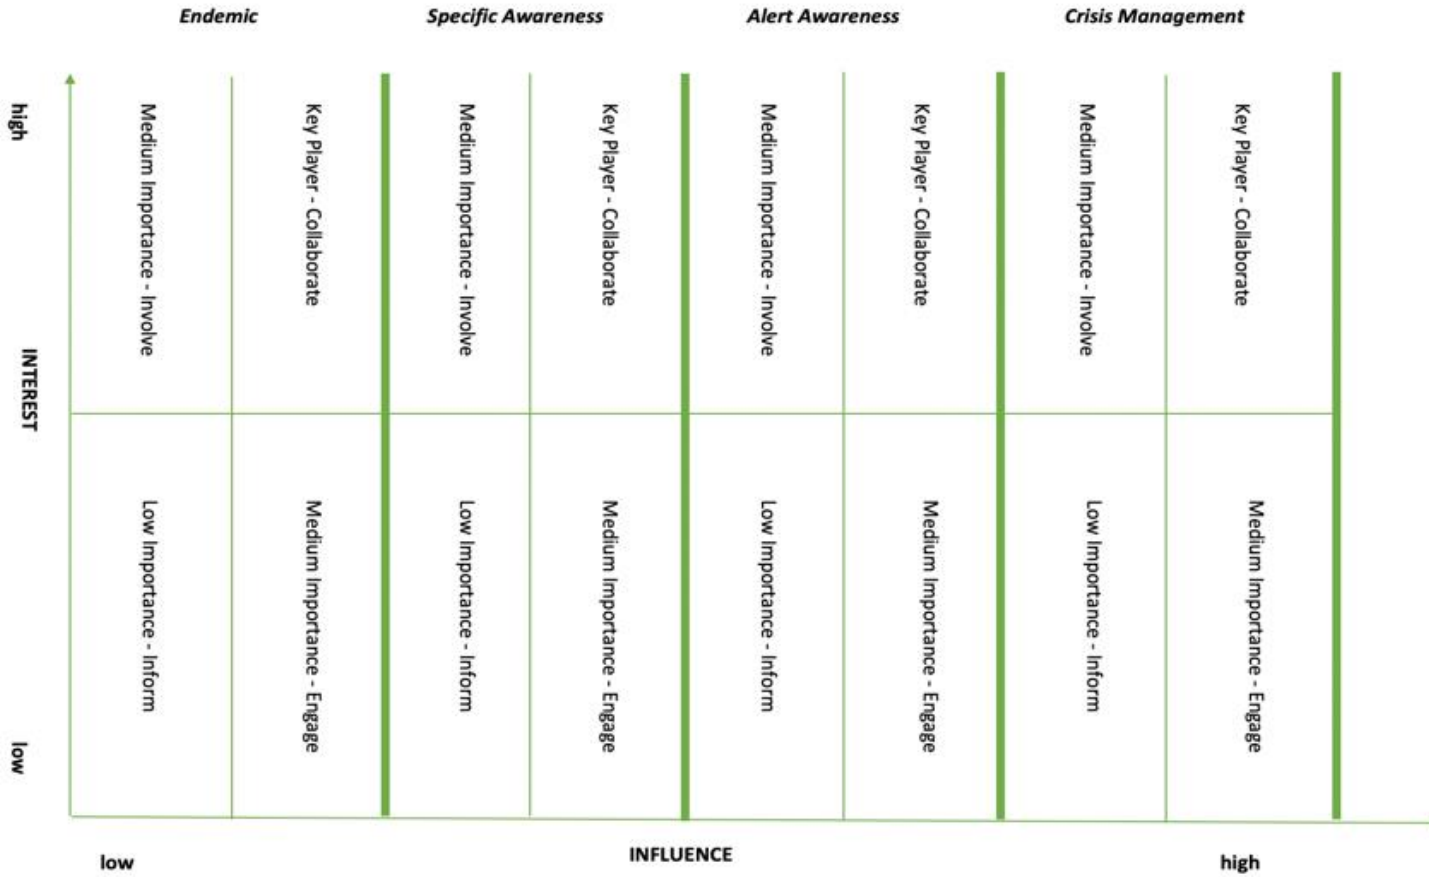 Endemic
Specific Awareness
Alert Awareness
Crisis Management
high
INTEREST
low
Medium Importance - Involve
Key Player - Collaborate
Medium Importance - Involve
Key Player - Collaborate
Medium Importance - Involve
Key Player - Collaborate
Medium Importance - Involve
Key Player - Collaborate
Low Importance - Inform
Medium Importance - Engage
Low Importance - Inform
Medium Importance - Engage
Low Importance - Inform
Medium Importance - Engage
Low Importance - Inform
Medium Importance - Engage
low
INFLUENCE
high